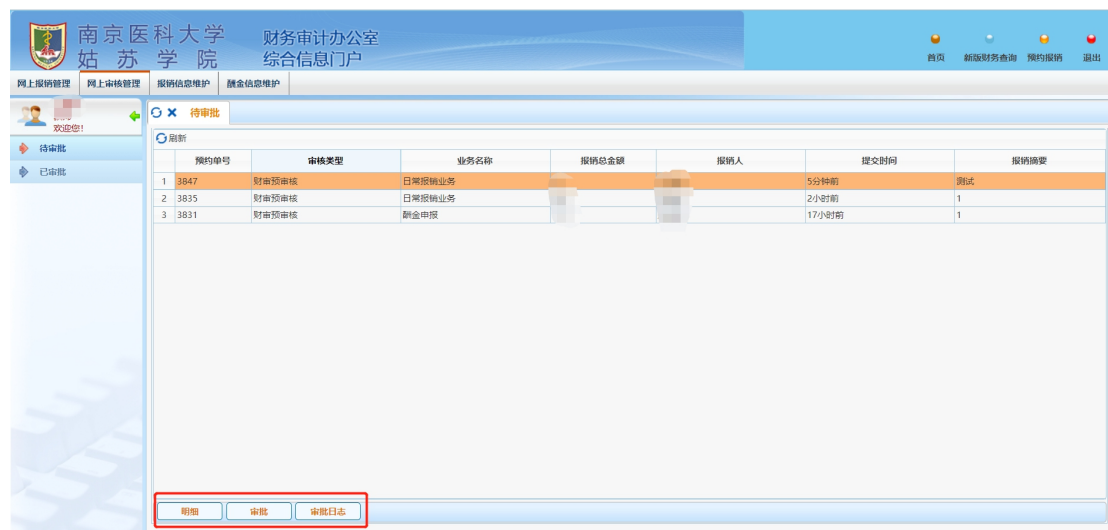 南京医科大学 财务审计办公室
姑苏学院 综合信息门户
首页 新版财务查询 预约报销 退出
网上报销管理 网上审核管理 报销信息维护 酬金信息维护
欢迎您!
待审批
已审批
待审批
刷新
预约单号 审核类型 业务名称 报销总金额 报销人 提交时间 报销摘要
1 3847 财审预审核 日常报销业务 5分钟前 测试
2 3835 财审预审核 日常报销业务 2小时前 1
3 3831 财审预审核 酬金申报 17小时前 1
明细 审批 审批日志